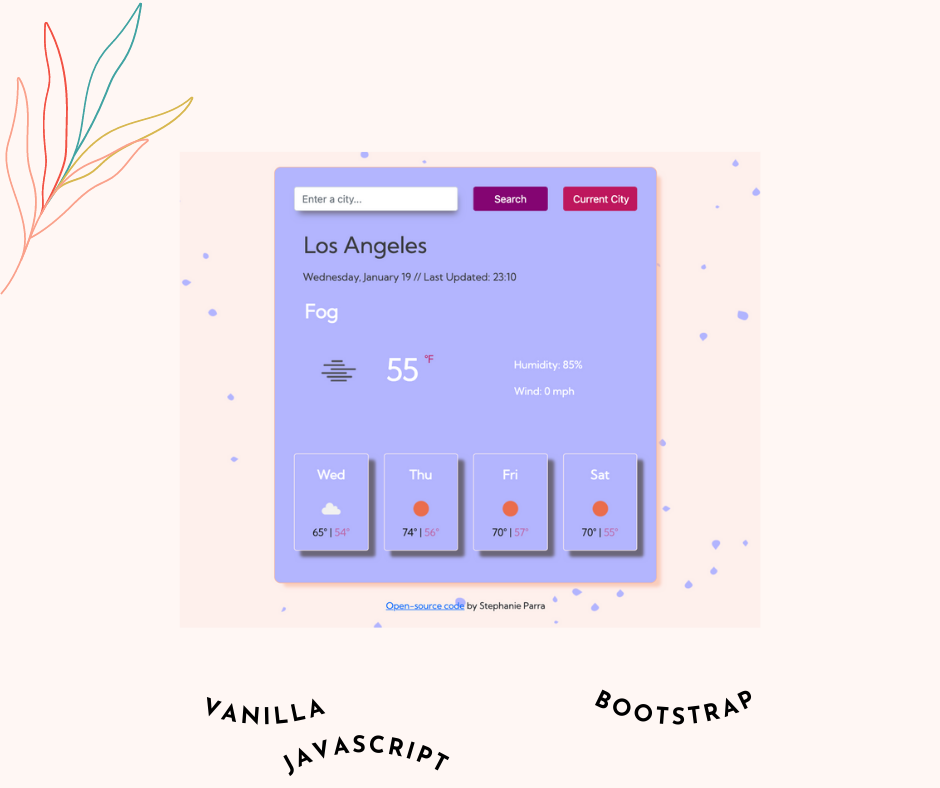 Enter a city...
Search
Current City
Los Angeles
Wednesday, January 19 // Last Updated: 23:10
Fog
55 °F
Humidity: 85%
Wind: 0 mph
Wed Thu Fri Sat
65° | 54° 74° | 56° 70° | 57° 70° | 55°
Open-source code by Stephanie Parra
VANILLA
JAVASCRIPT
BOOTSTRAP